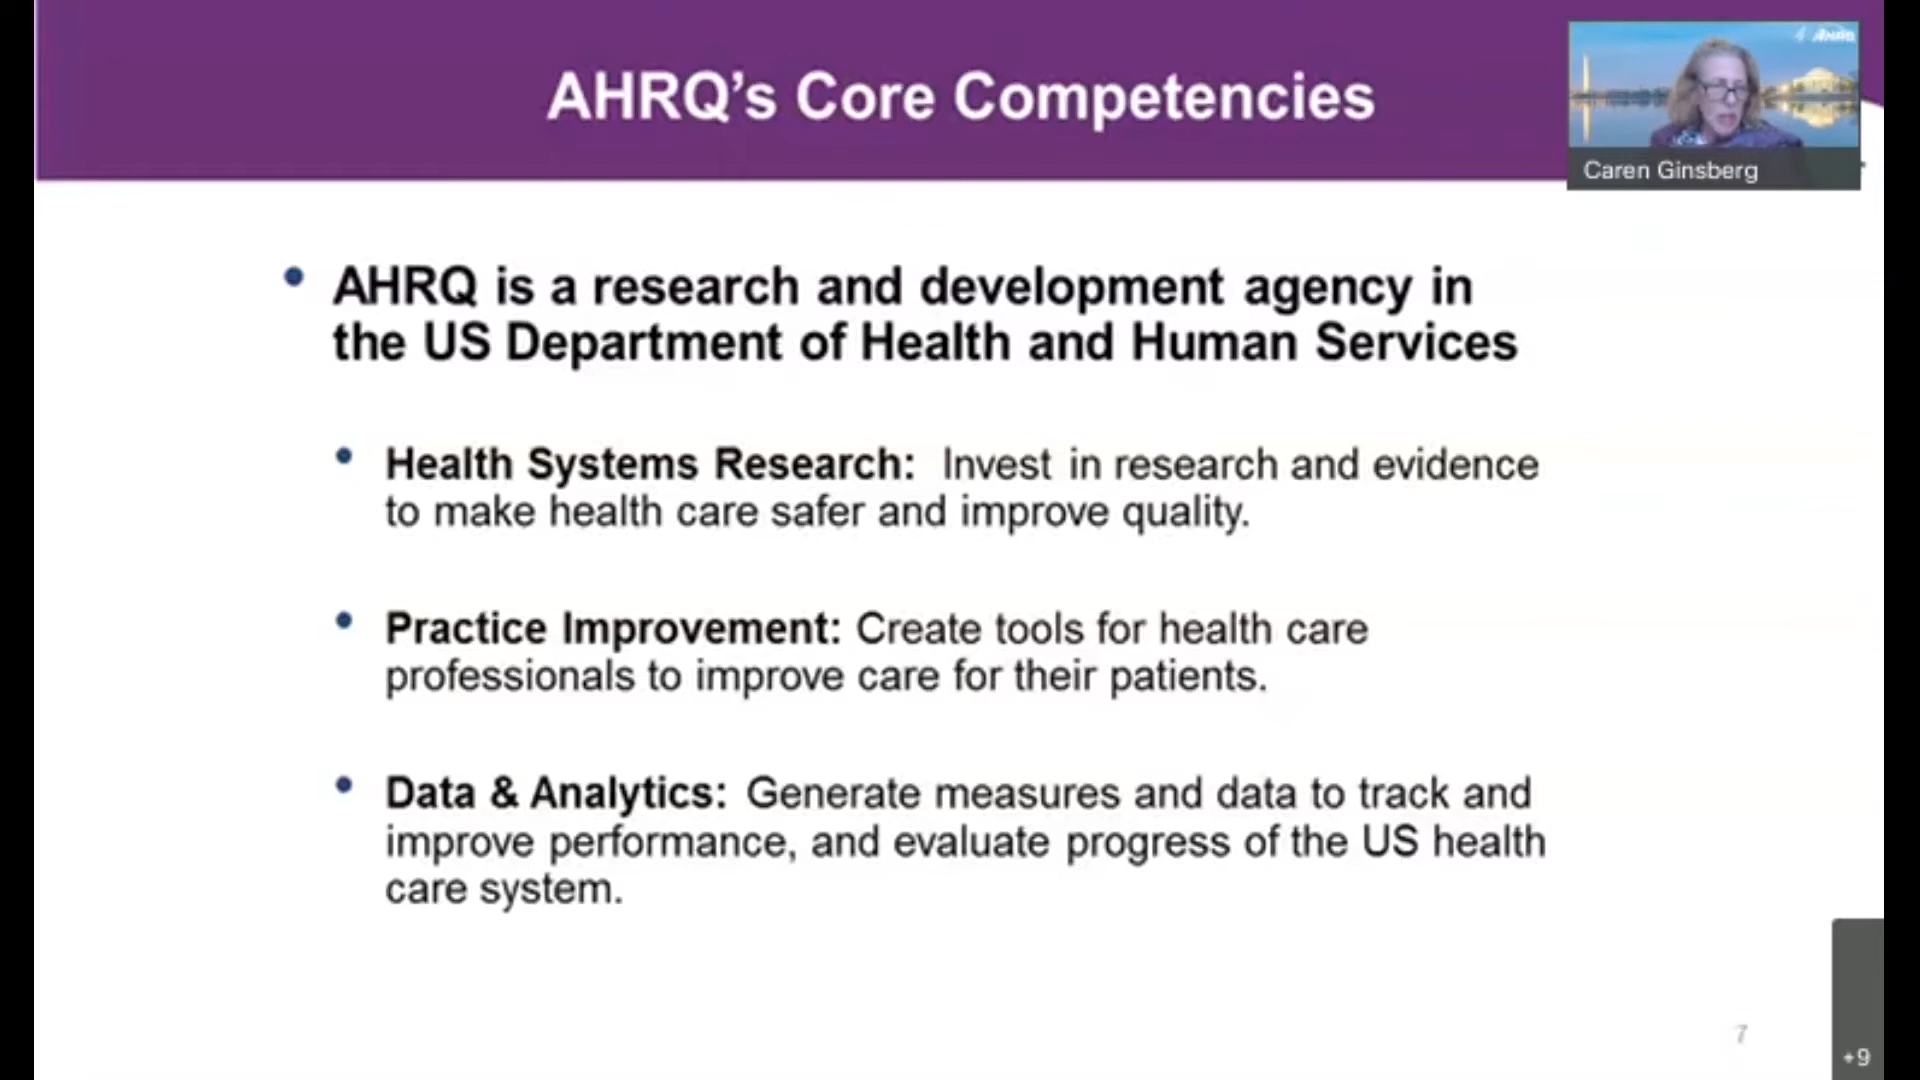 AHRQ's Core Competencies
Caren Ginsberg
• AHRQ is a research and development agency in
the US Department of Health and Human Services
• Health Systems Research: Invest in research and evidence
to make health care safer and improve quality.
• Practice Improvement: Create tools for health care
professionals to improve care for their patients.
• Data & Analytics: Generate measures and data to track and
improve performance, and evaluate progress of the US health
care system.
7
+9